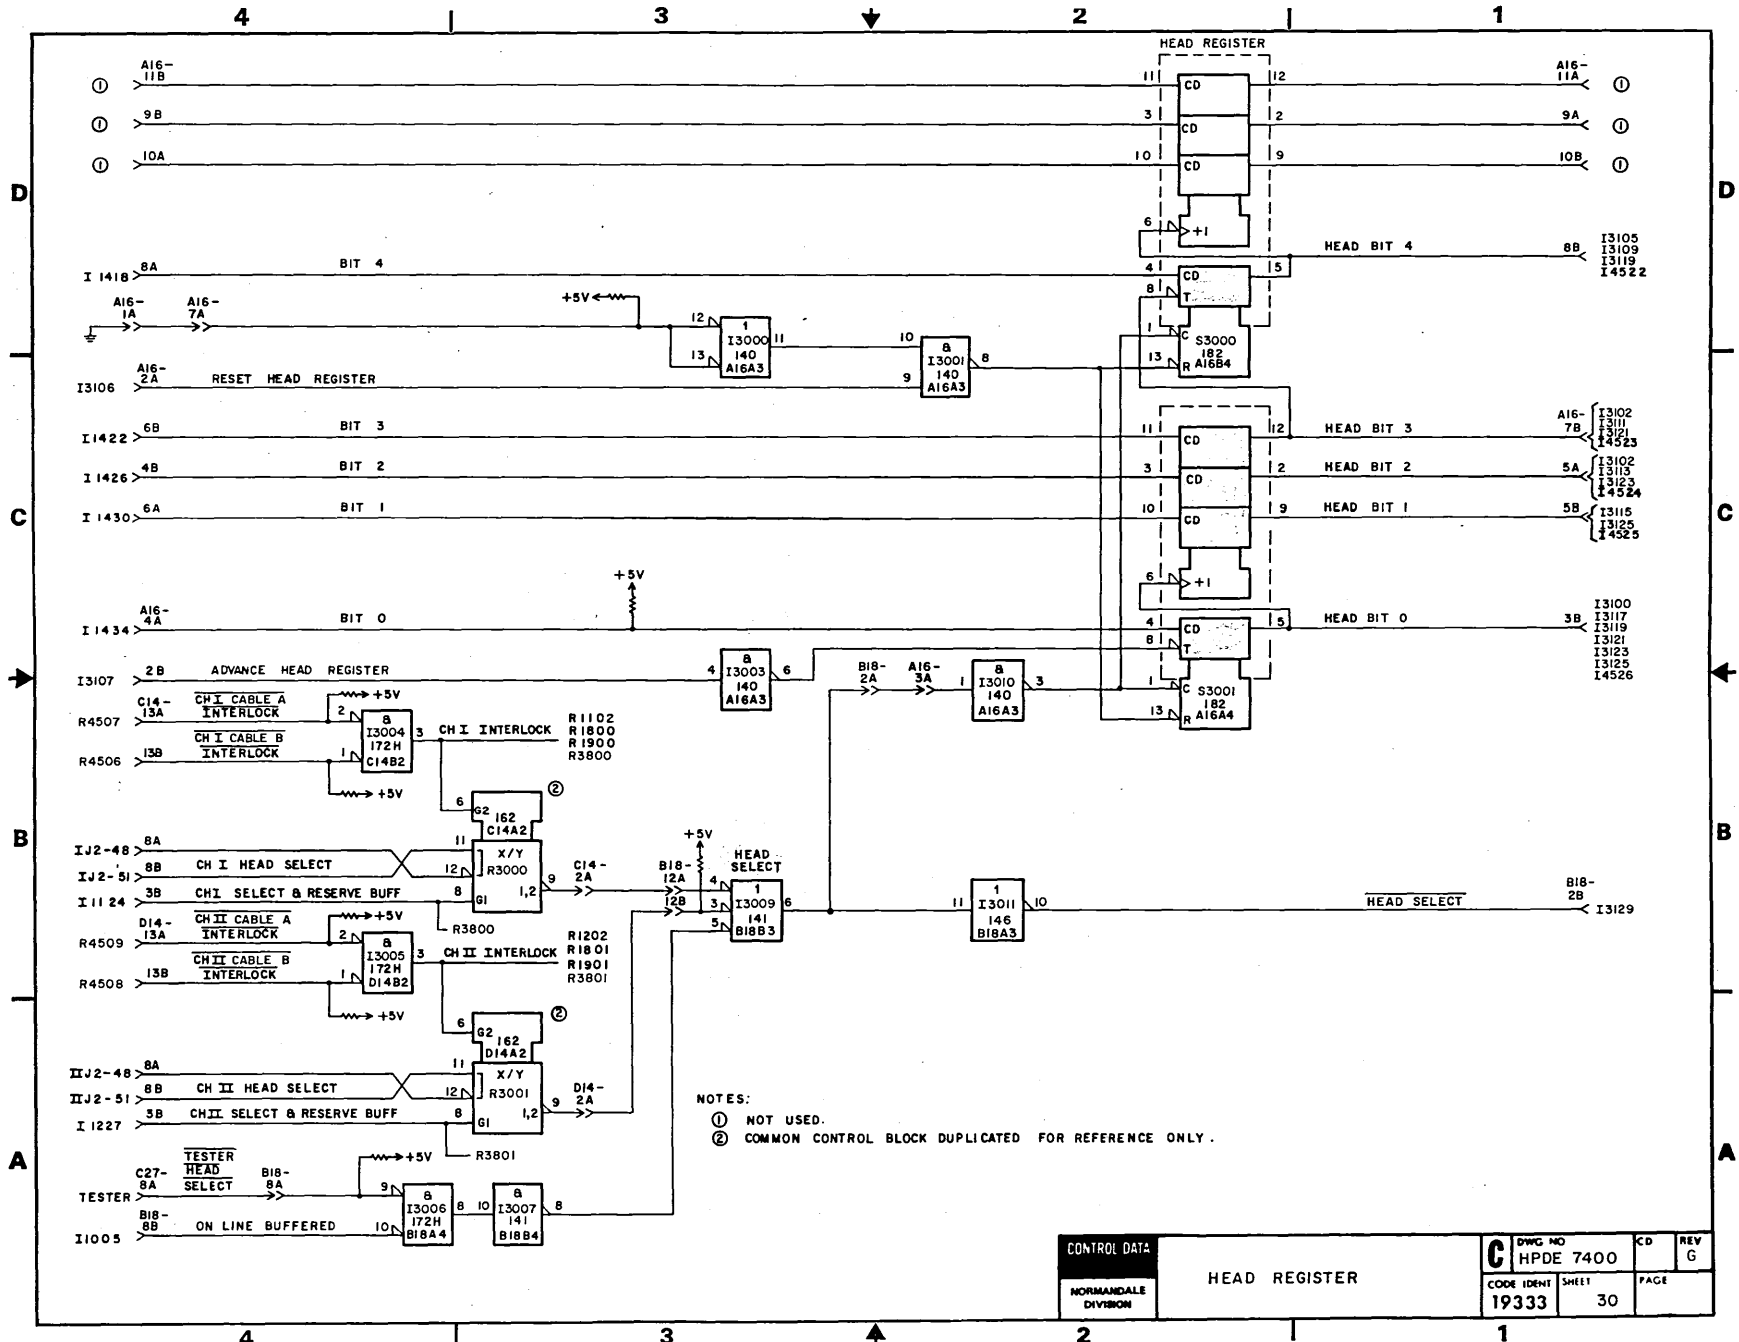 4 3 2 1
HEAD REGISTER
A16-
11B
11 CD 12
A16-
11A
① ①
① 9B 3 CD 2 9A ①
① 10A 10 CD 9 10B ①
D D
6 +1
HEAD BIT 4 8B
I3105
I3109
I3119
I4522
I1418 8A BIT 4 4 CD 5
8 T
A16-
1A
A16-
7A
+5V
12
13
1
I3000
140
A16A3
11
10
9
&
I3001
140
A16A3
8
1 C
13 R
S3000
182
A16B4
I3106
A16-
2A
RESET HEAD REGISTER
I1422 6B BIT 3 11 CD 12 HEAD BIT 3
A16-
7B
I3102
I3111
I3121
I4523
I1426 4B BIT 2 3 CD 2 HEAD BIT 2 5A
I3102
I3113
I3123
I4524
C C
I1430 6A BIT 1 10 CD 9 HEAD BIT 1 5B
I3115
I3125
I4525
6 +1
+5V
I1434
A16-
4A
BIT 0 4 CD 5 HEAD BIT 0 3B
I3100
I3117
I3119
I3121
I3123
I3125
I4526
8 T
I3107 2B ADVANCE HEAD REGISTER 4
&
I3003
140
A16A3
6
B18-
2A
A16-
3A
1
&
I3010
140
A16A3
3
1 C
13 R
S3001
182
A16A4
R4507
C14-
13A
CH I CABLE A
INTERLOCK
+5V
2
R4506 13B
CH I CABLE B
INTERLOCK
1
+5V
&
I3004
172H
C14B2
3 CH I INTERLOCK
R1102
R1800
R1900
R3800
B B
②
6 G2
162
C14A2
IJ2-48 8A 11
IJ2-51 8B CH I HEAD SELECT 12
I1124 3B CHI SELECT & RESERVE BUFF 8 G1
X/Y
R3000
1,2
9
C14-
2A
R3800
+5V
B18-
12A
12B
4
3
5
HEAD
SELECT
1
I3009
141
B18B3
6
11
1
I3011
146
B18A3
10
HEAD SELECT
B18-
2B
I3129
R4509
D14-
13A
CH II CABLE A
INTERLOCK
+5V
2
R4508 13B
CH II CABLE B
INTERLOCK
1
+5V
&
I3005
172H
D14B2
3 CH II INTERLOCK
R1202
R1801
R1901
R3801
②
6 G2
162
D14A2
IIJ2-48 8A 11
IIJ2-51 8B CH II HEAD SELECT 12
I1227 3B CHII SELECT & RESERVE BUFF 8 G1
X/Y
R3001
1,2
9
D14-
2A
R3801
NOTES:
① NOT USED.
② COMMON CONTROL BLOCK DUPLICATED FOR REFERENCE ONLY.
A A
TESTER
C27-
8A
TESTER
HEAD
SELECT
B18-
8A
+5V
9
I1005
B18-
8B
ON LINE BUFFERED 10
&
I3006
172H
B18A4
8 10
&
I3007
141
B18B4
8
CONTROL DATA
NORMANDALE
DIVISION
HEAD REGISTER
C
DWG NO
HPDE 7400
CD
REV
G
CODE IDENT
19333
SHEET
30
PAGE
4 3 2 1